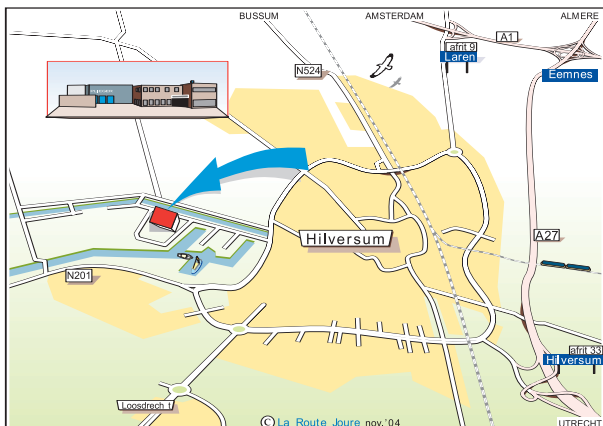 BUSSUM
AMSTERDAM
ALMERE
A1
afrit 9
Laren
N524
Eemnes
Hilversum
A27
N201
afrit 33
Hilversum
Loosdrech t
© La Route Joure nov.'04
UTRECHT